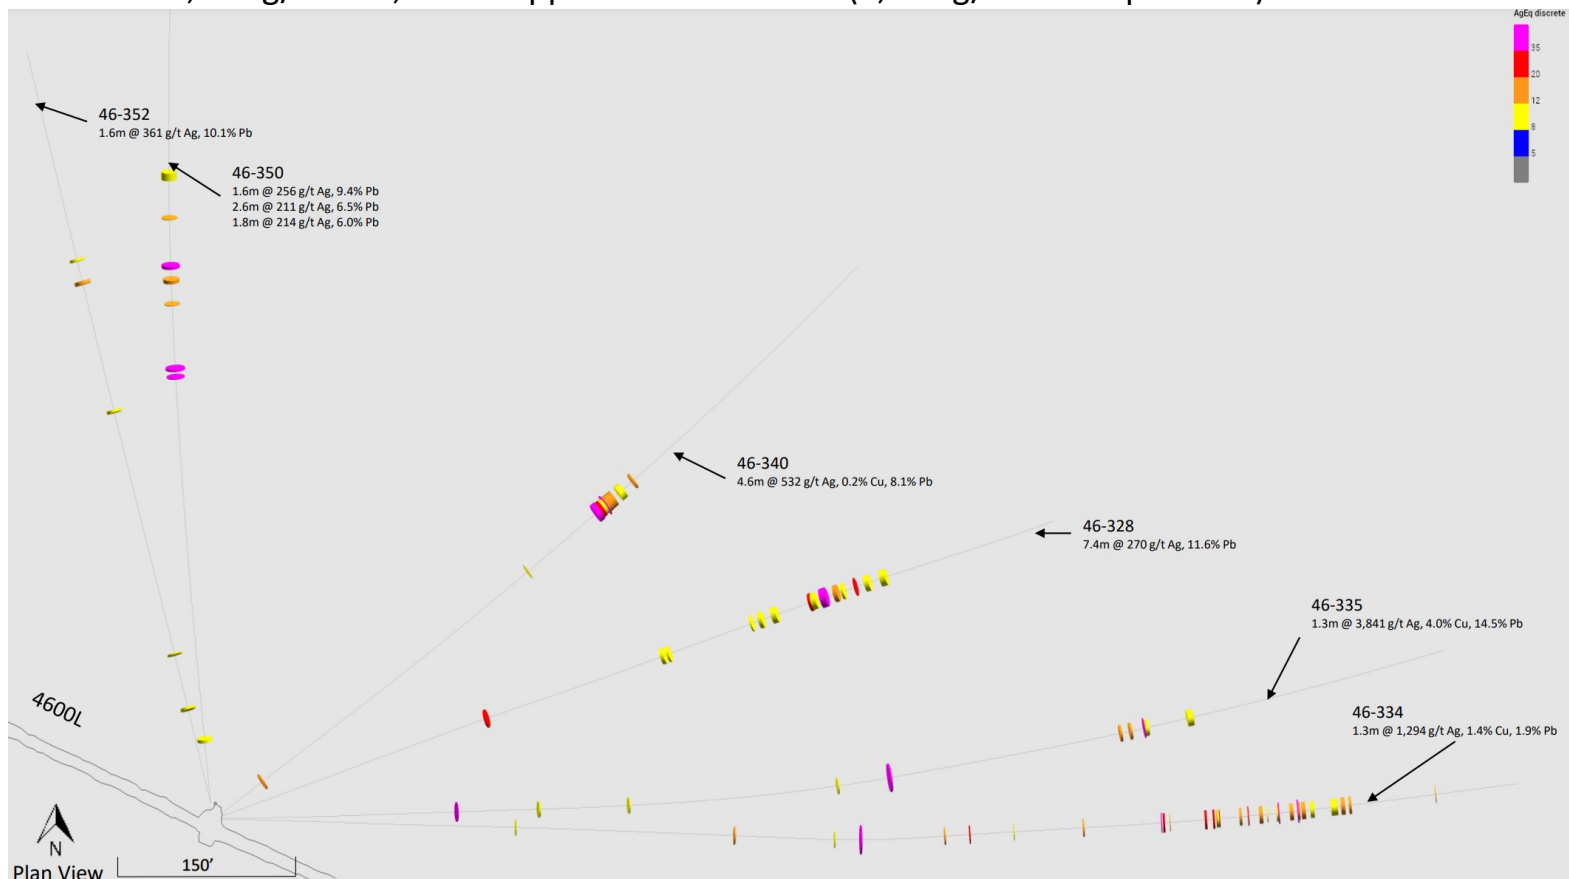 AgEq discrete
35
20
12
8
5
46-352
1.6m @ 361 g/t Ag, 10.1% Pb
46-350
1.6m @ 256 g/t Ag, 9.4% Pb
2.6m @ 211 g/t Ag, 6.5% Pb
1.8m @ 214 g/t Ag, 6.0% Pb
46-340
4.6m @ 532 g/t Ag, 0.2% Cu, 8.1% Pb
46-328
7.4m @ 270 g/t Ag, 11.6% Pb
46-335
1.3m @ 3,841 g/t Ag, 4.0% Cu, 14.5% Pb
46-334
1.3m @ 1,294 g/t Ag, 1.4% Cu, 1.9% Pb
4600L
N
Plan View
150'